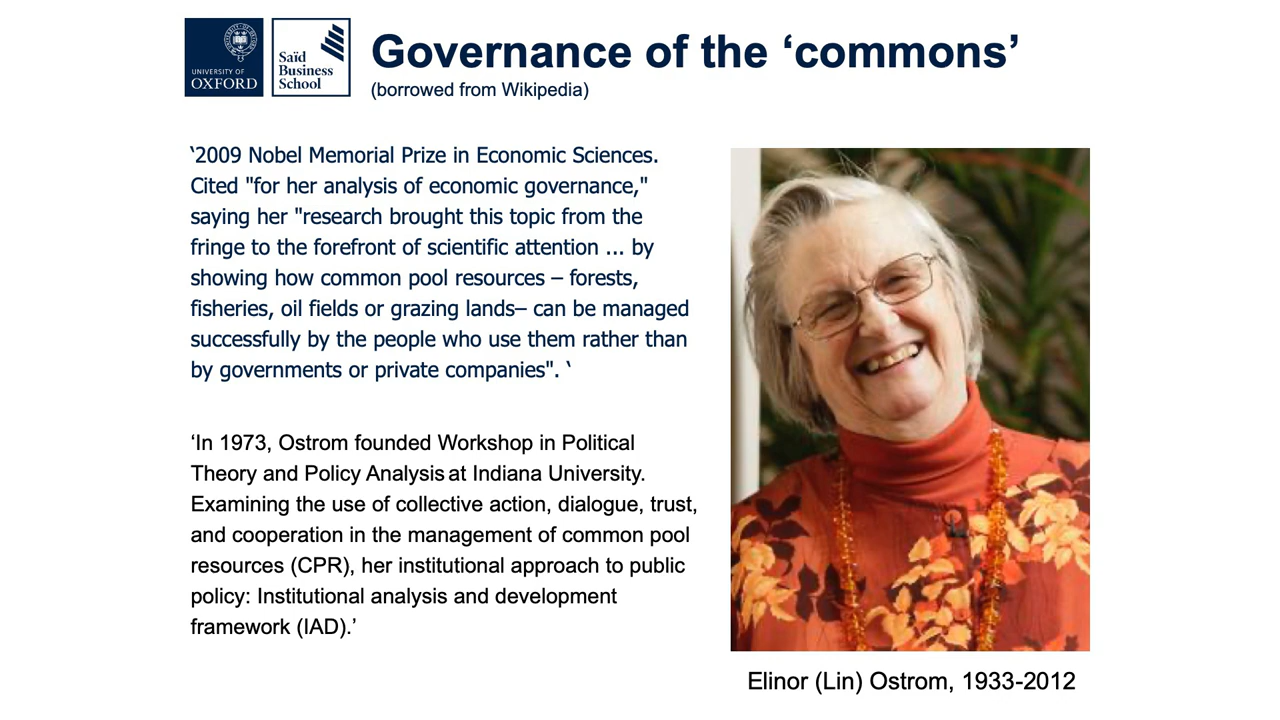 UNIVERSITY OF
OXFORD
Saïd
Business
School
Governance of the ‘commons’
(borrowed from Wikipedia)
‘2009 Nobel Memorial Prize in Economic Sciences.
Cited "for her analysis of economic governance,"
saying her "research brought this topic from the
fringe to the forefront of scientific attention ... by
showing how common pool resources – forests,
fisheries, oil fields or grazing lands– can be managed
successfully by the people who use them rather than
by governments or private companies". ‘
‘In 1973, Ostrom founded Workshop in Political
Theory and Policy Analysis at Indiana University.
Examining the use of collective action, dialogue, trust,
and cooperation in the management of common pool
resources (CPR), her institutional approach to public
policy: Institutional analysis and development
framework (IAD).’
Elinor (Lin) Ostrom, 1933-2012